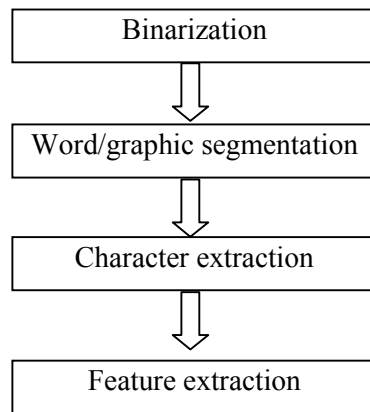 Binarization
Word/graphic segmentation
Character extraction
Feature extraction